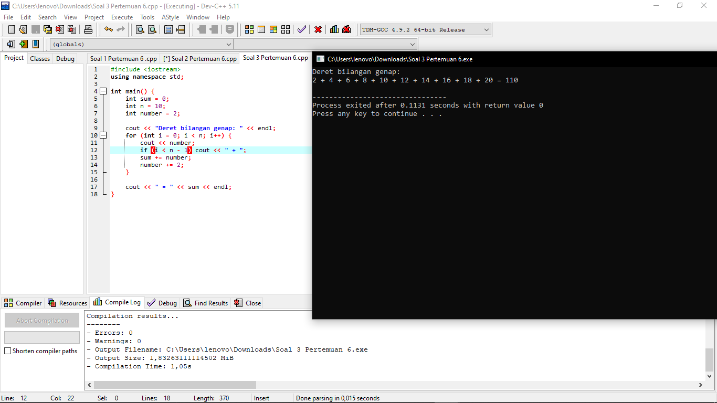 C:\Users\lenovo\Downloads\Soal 3 Pertemuan 6.cpp - [Executing] - Dev-C++ 5.11
File Edit Search View Project Execute Tools AStyle Window Help
TDM-GCC 4.9.2 64-bit Release
(globals)
Project Classes Debug
Soal 1 Pertemuan 6 .cpp [*] Soal 2 Pertemuan 6.cpp Soal 3 Pertemuan 6.cpp
1 #include <iostream>
2 using namespace std;
3
4 int main() {
5 int sum = 0;
6 int n = 10;
7 int number = 2;
8
9 cout << "Deret bilangan genap: " << endl;
10 for (int i = 0; i < n; i++) {
11 cout << number;
12 if (i < n - 1) cout << " + ";
13 sum += number;
14 number += 2;
15 }
16
17 cout << " = " << sum << endl;
18 }
C:\Users\lenovo\Downloads\Soal 3 Pertemuan 6.exe
Deret bilangan genap:
2 + 4 + 6 + 8 + 10 + 12 + 14 + 16 + 18 + 20 = 110
--------------------------------
Process exited after 0.1131 seconds with return value 0
Press any key to continue . . .
Compiler Resources Compile Log Debug Find Results Close
Abort Compilation
Shorten compiler paths
Compilation results...
--------
- Errors: 0
- Warnings: 0
- Output Filename: C:\Users\lenovo\Downloads\Soal 3 Pertemuan 6.exe
- Output Size: 1,83263111114502 MiB
- Compilation Time: 1,05s
Line: 12 Col: 22 Sel: 0 Lines: 18 Length: 370 Insert Done parsing in 0,015 seconds